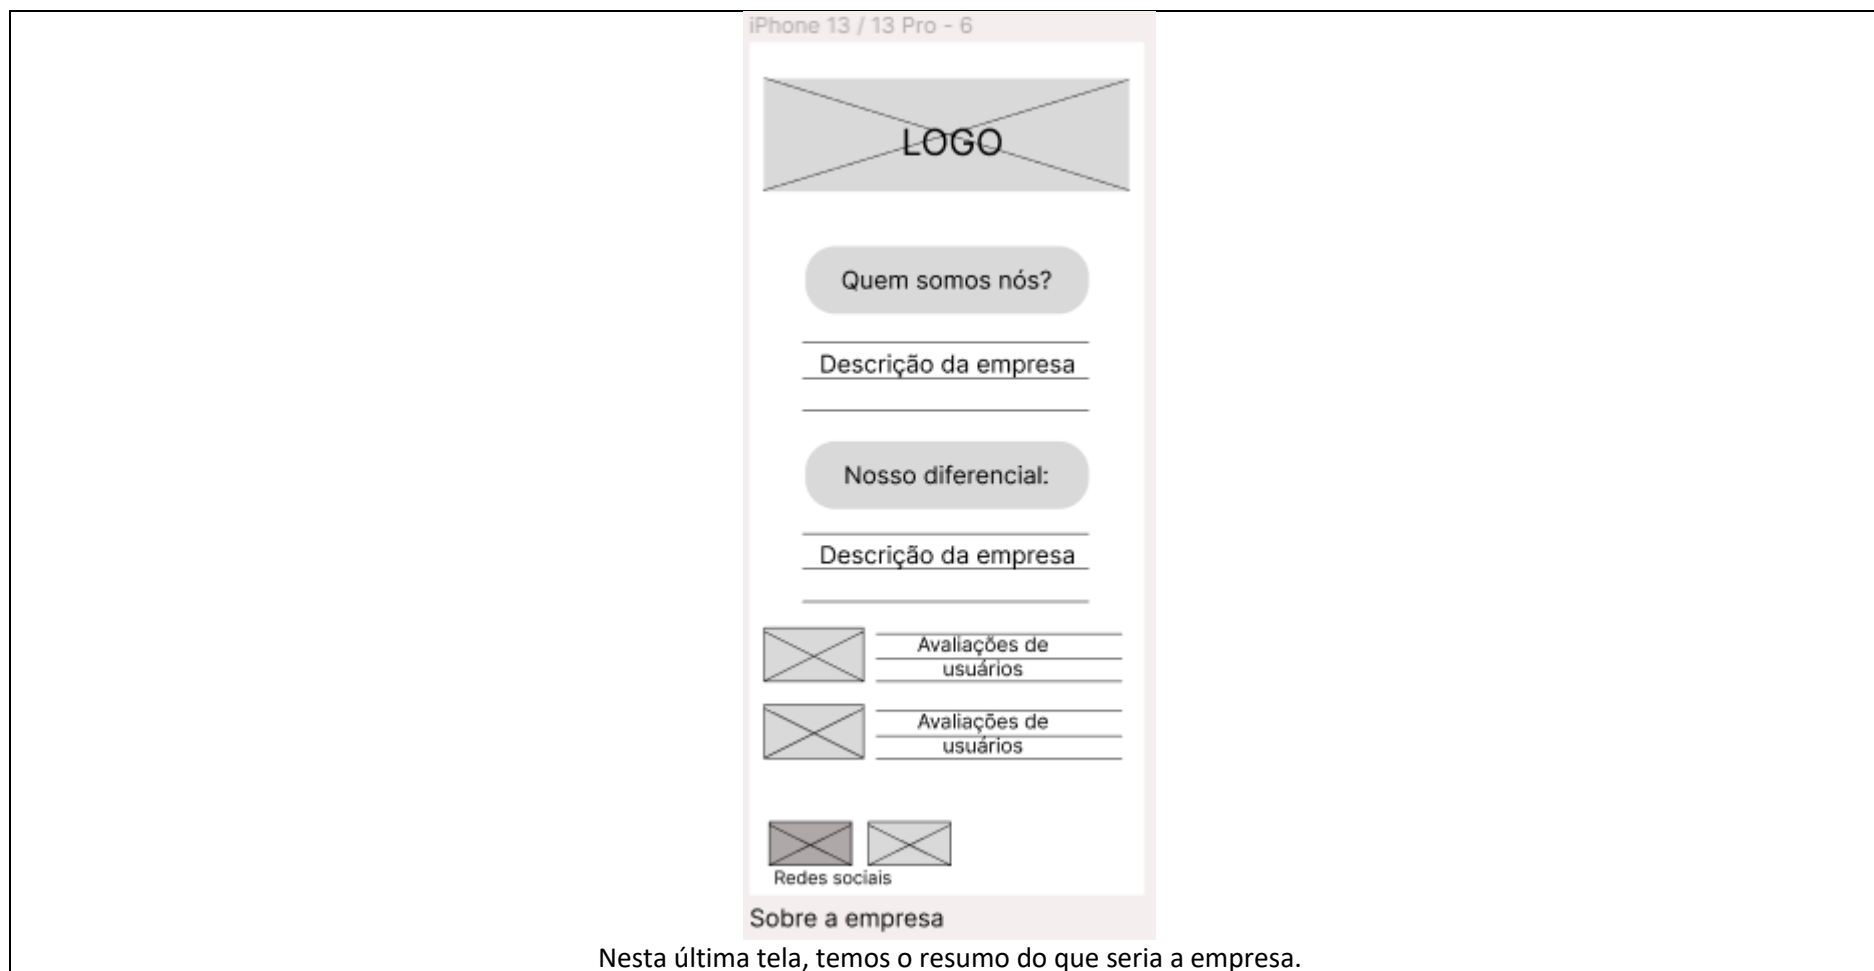 iPhone 13 / 13 Pro - 6
LOGO
Quem somos nós?
Descrição da empresa
Nosso diferencial:
Descrição da empresa
Avaliações de
usuários
Avaliações de
usuários
Redes sociais
Sobre a empresa
Nesta última tela, temos o resumo do que seria a empresa.